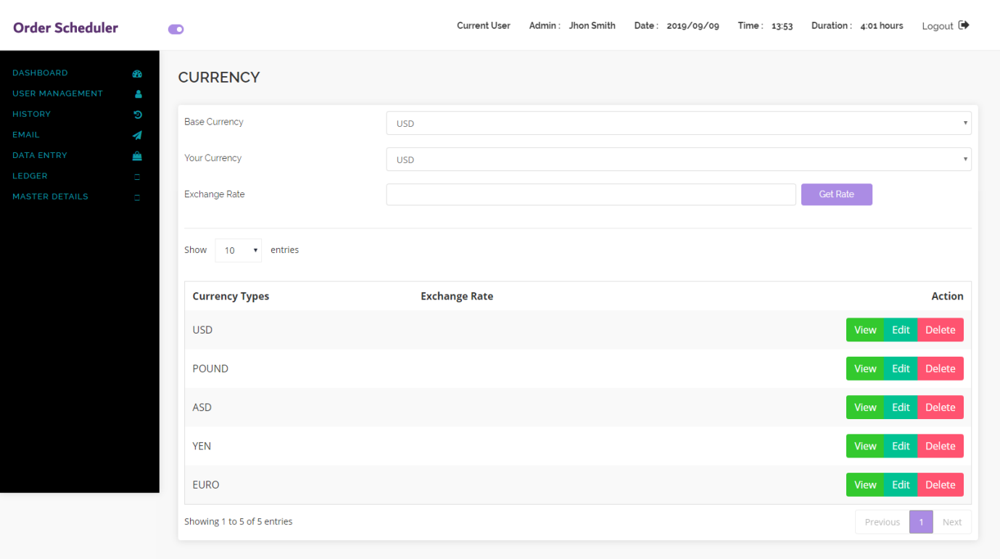 Order Scheduler
Current User Admin : Jhon Smith Date : 2019/09/09 Time : 13:53 Duration : 4:01 hours Logout
DASHBOARD
USER MANAGEMENT
HISTORY
EMAIL
DATA ENTRY
LEDGER
MASTER DETAILS
CURRENCY
Base Currency USD
Your Currency USD
Exchange Rate Get Rate
Show 10 entries
Currency Types Exchange Rate Action
USD View Edit Delete
POUND View Edit Delete
ASD View Edit Delete
YEN View Edit Delete
EURO View Edit Delete
Showing 1 to 5 of 5 entries Previous 1 Next